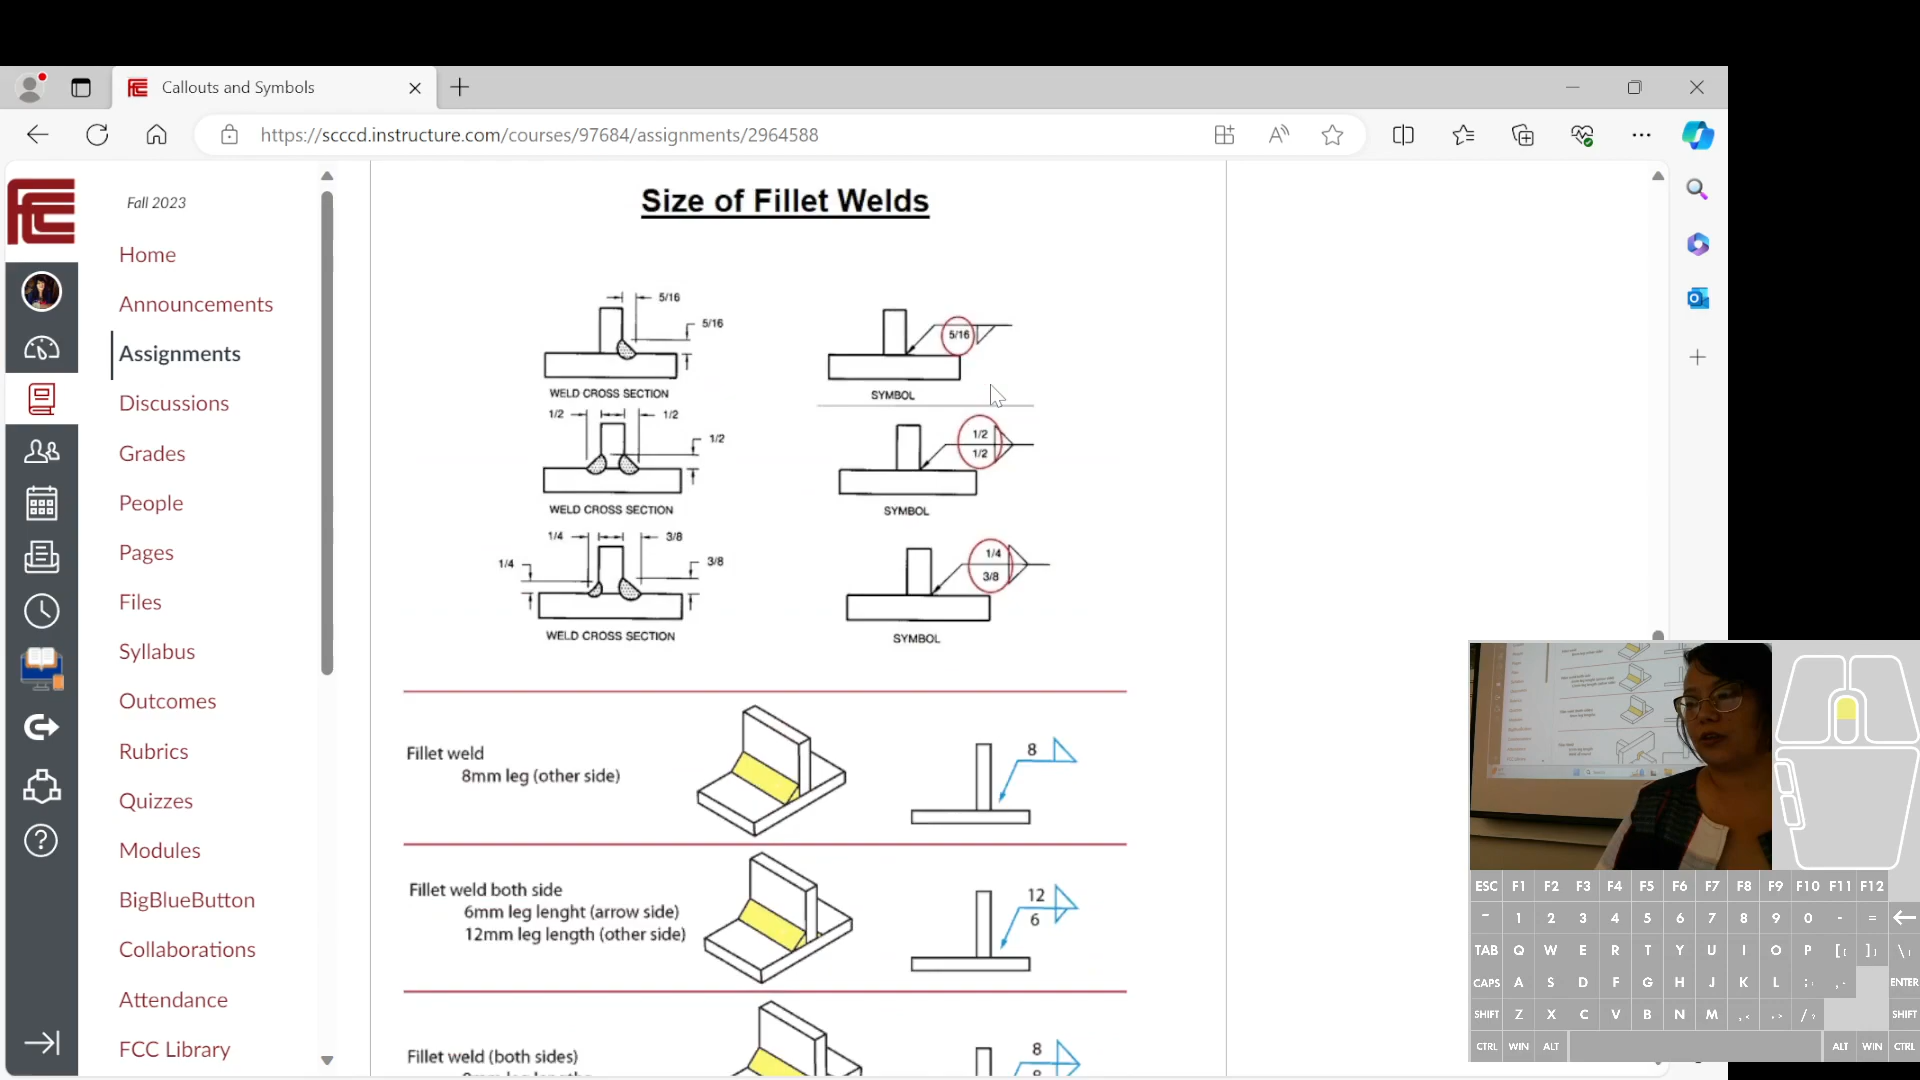 Callouts and Symbols
https://scccd.instructure.com/courses/97684/assignments/2964588
Fall 2023
Home
Announcements
Assignments
Discussions
Grades
People
Pages
Files
Syllabus
Outcomes
Rubrics
Quizzes
Modules
BigBlueButton
Collaborations
Attendance
FCC Library
Size of Fillet Welds
5/16
5/16
WELD CROSS SECTION
5/16
SYMBOL
1/2
1/2
1/2
WELD CROSS SECTION
1/2
1/2
SYMBOL
1/4
3/8
1/4
3/8
WELD CROSS SECTION
1/4
3/8
SYMBOL
Fillet weld
8mm leg (other side)
8
Fillet weld both side
6mm leg lenght (arrow side)
12mm leg length (other side)
12
6
Fillet weld (both sides)
8
ESC F1 F2 F3 F4 F5 F6 F7 F8 F9 F10 F11 F12
1 2 3 4 5 6 7 8 9 0 - =
TAB Q W E R T Y U I O P
CAPS A S D F G H J K L ENTER
SHIFT Z X C V B N M SHIFT
CTRL WIN ALT ALT WIN CTRL